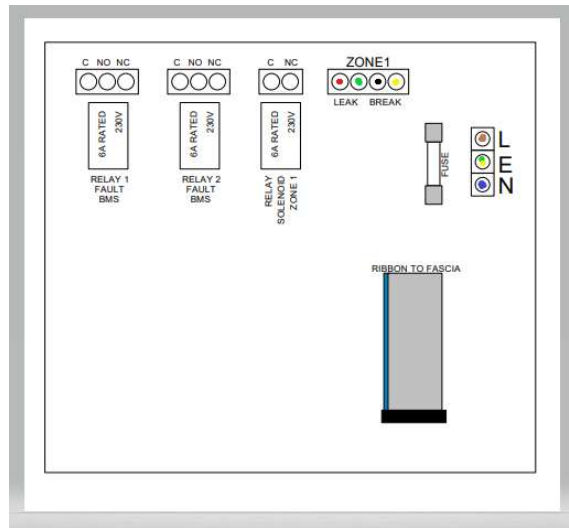 C NO NC
C NO NC
C NC
ZONE1
LEAK BREAK
6A RATED
230V
6A RATED
230V
6A RATED
230V
FUSE
L
E
N
RELAY 1
FAULT
BMS
RELAY 2
FAULT
BMS
RELAY
SOLENOID
ZONE 1
RIBBON TO FASCIA